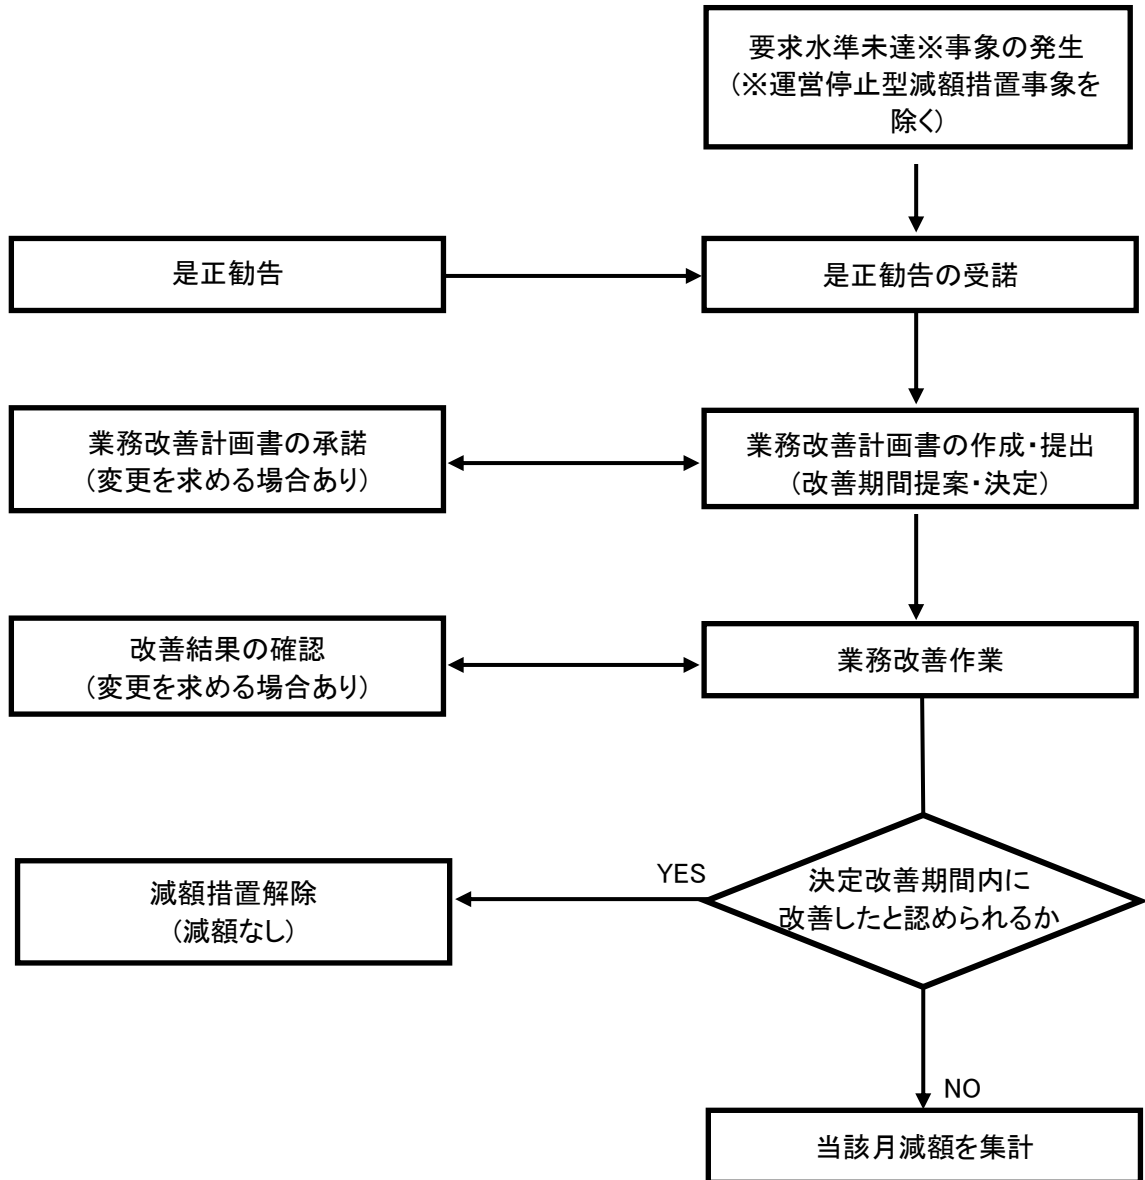 要求水準未達※事象の発生
(※運営停止型減額措置事象を
除く)
是正勧告
是正勧告の受諾
業務改善計画書の承諾
(変更を求める場合あり)
業務改善計画書の作成・提出
(改善期間提案・決定)
改善結果の確認
(変更を求める場合あり)
業務改善作業
減額措置解除
(減額なし)
YES
決定改善期間内に
改善したと認められるか
NO
当該月減額を集計